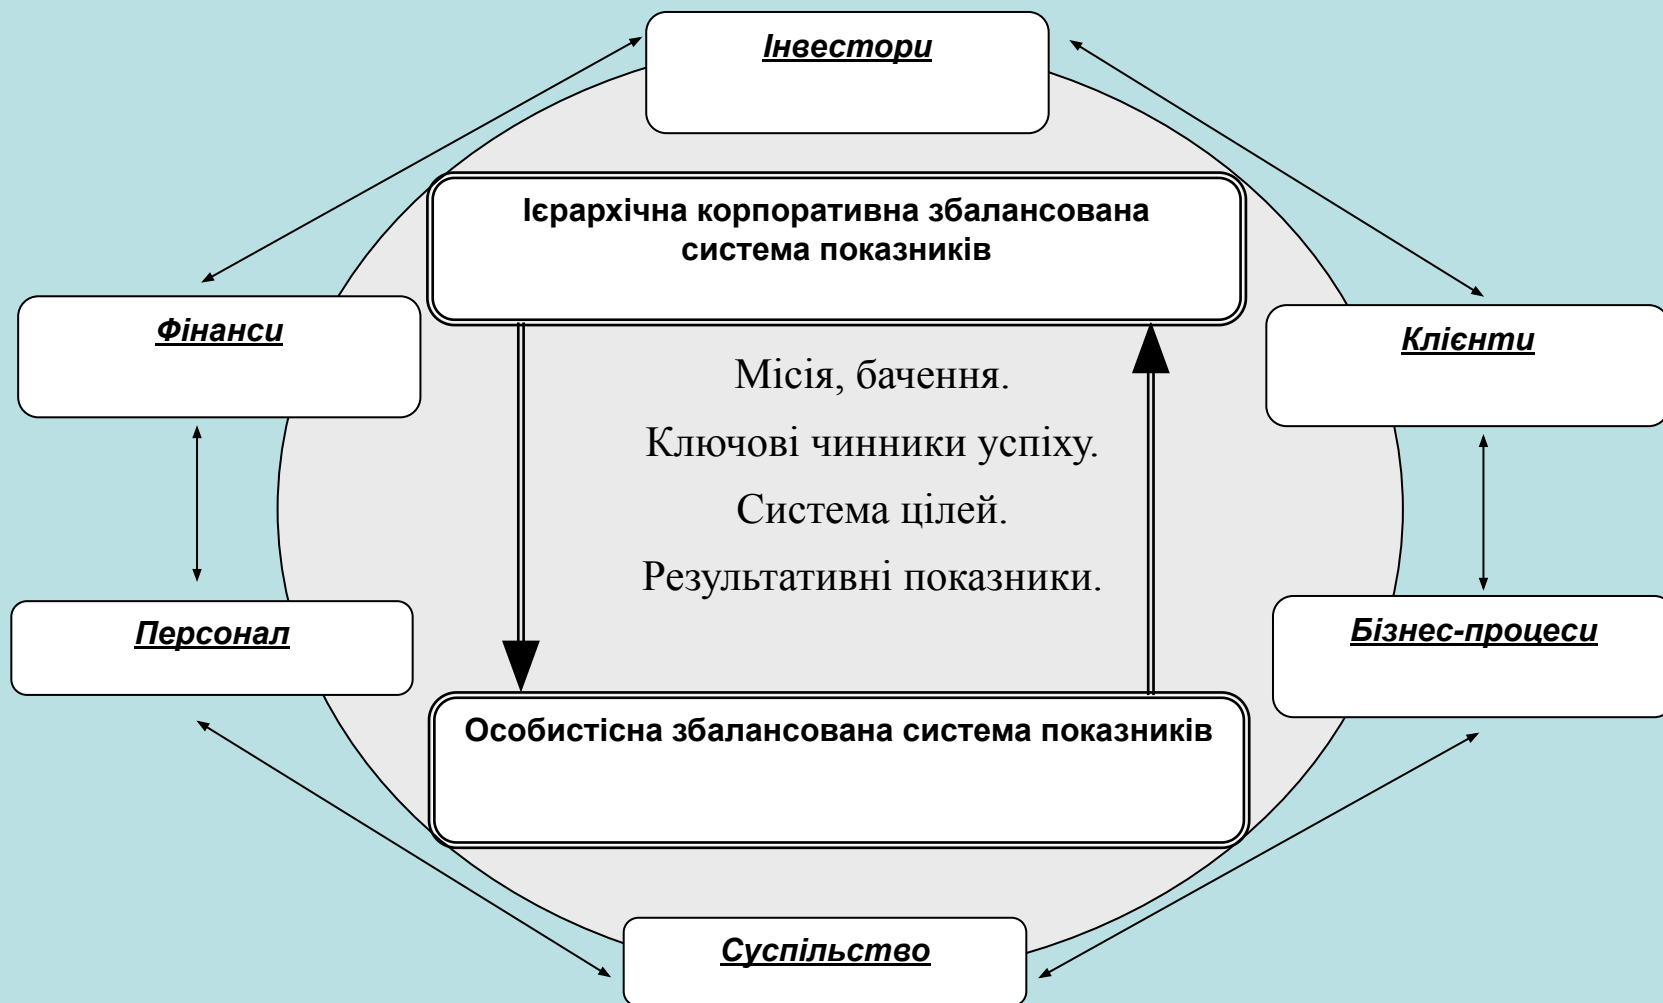 Інвестори
Ієрархічна корпоративна збалансована
система показників
Фінанси
Клієнти
Місія, бачення.
Ключові чинники успіху.
Система цілей.
Результативні показники.
Персонал
Бізнес-процеси
Особистісна збалансована система показників
Суспільство